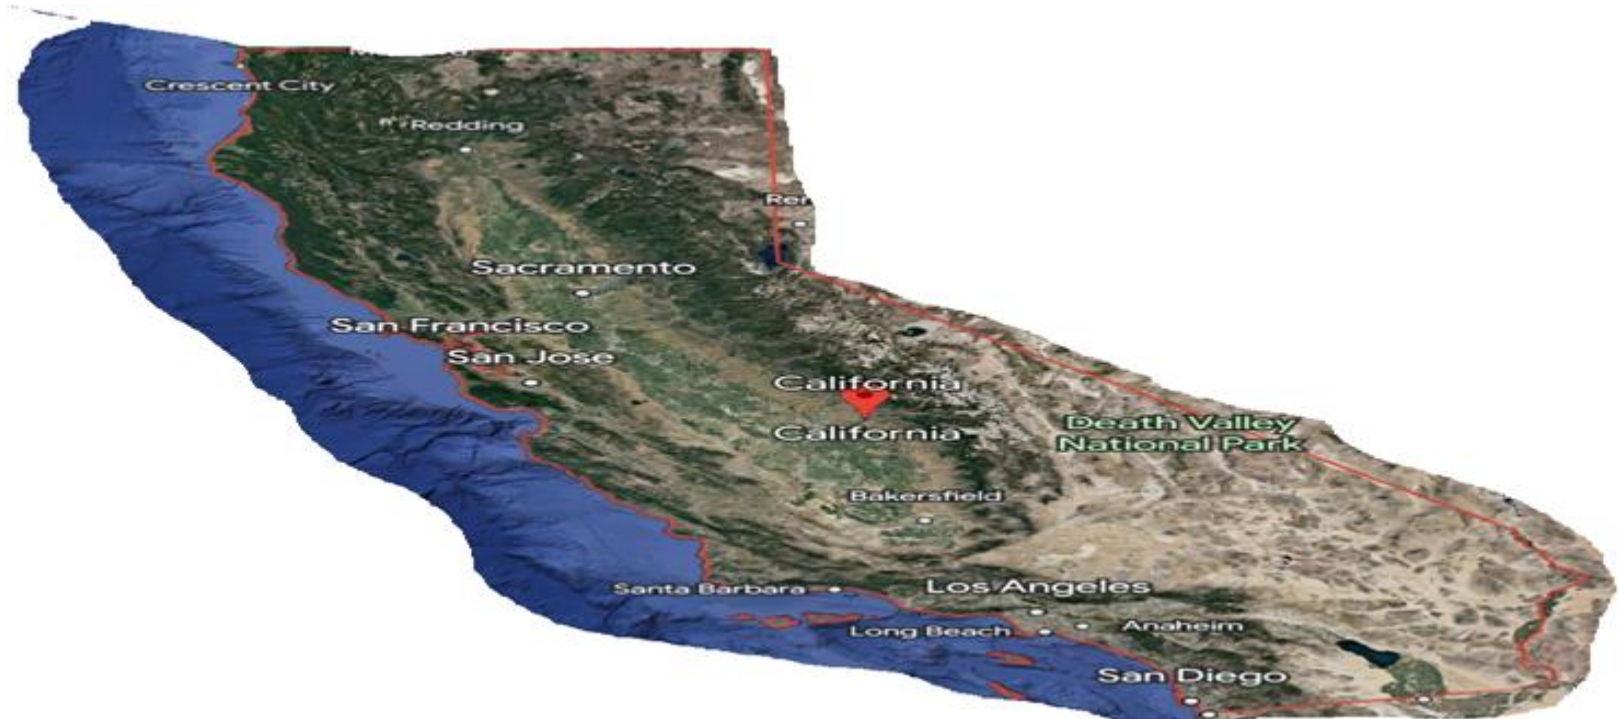 Crescent City
Redding
Sacramento
San Francisco
San Jose
California
California
Death Valley
National Park
Bakersfield
Santa Barbara
Los Angeles
Long Beach
Anaheim
San Diego